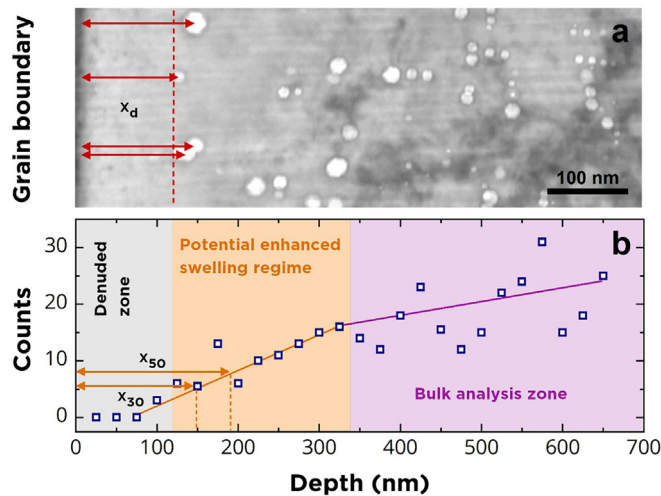 a
Grain boundary
x_d
100 nm
b
Counts
30
20
10
0
Denuded
zone
Potential enhanced
swelling regime
x_50
x_30
Bulk analysis zone
0 100 200 300 400 500 600 700
Depth (nm)